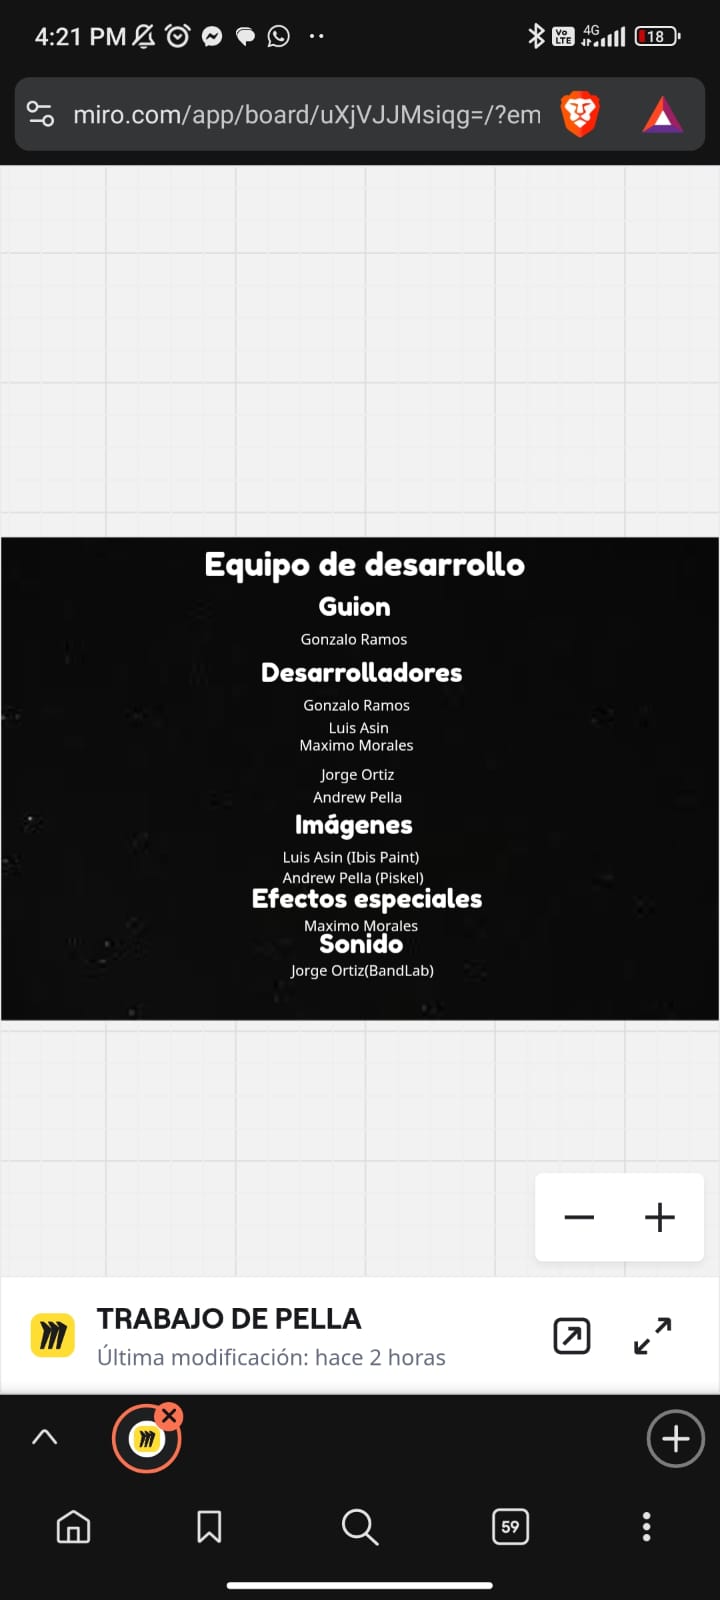 4:21 PM
Vo LTE
4G
18
miro.com/app/board/uXjVJJMsiqg=/?em
Equipo de desarrollo
Guion
Gonzalo Ramos
Desarrolladores
Gonzalo Ramos
Luis Asin
Maximo Morales
Jorge Ortiz
Andrew Pella
Imágenes
Luis Asin (Ibis Paint)
Andrew Pella (Piskel)
Efectos especiales
Maximo Morales
Sonido
Jorge Ortiz(BandLab)
TRABAJO DE PELLA
Última modificación: hace 2 horas
59